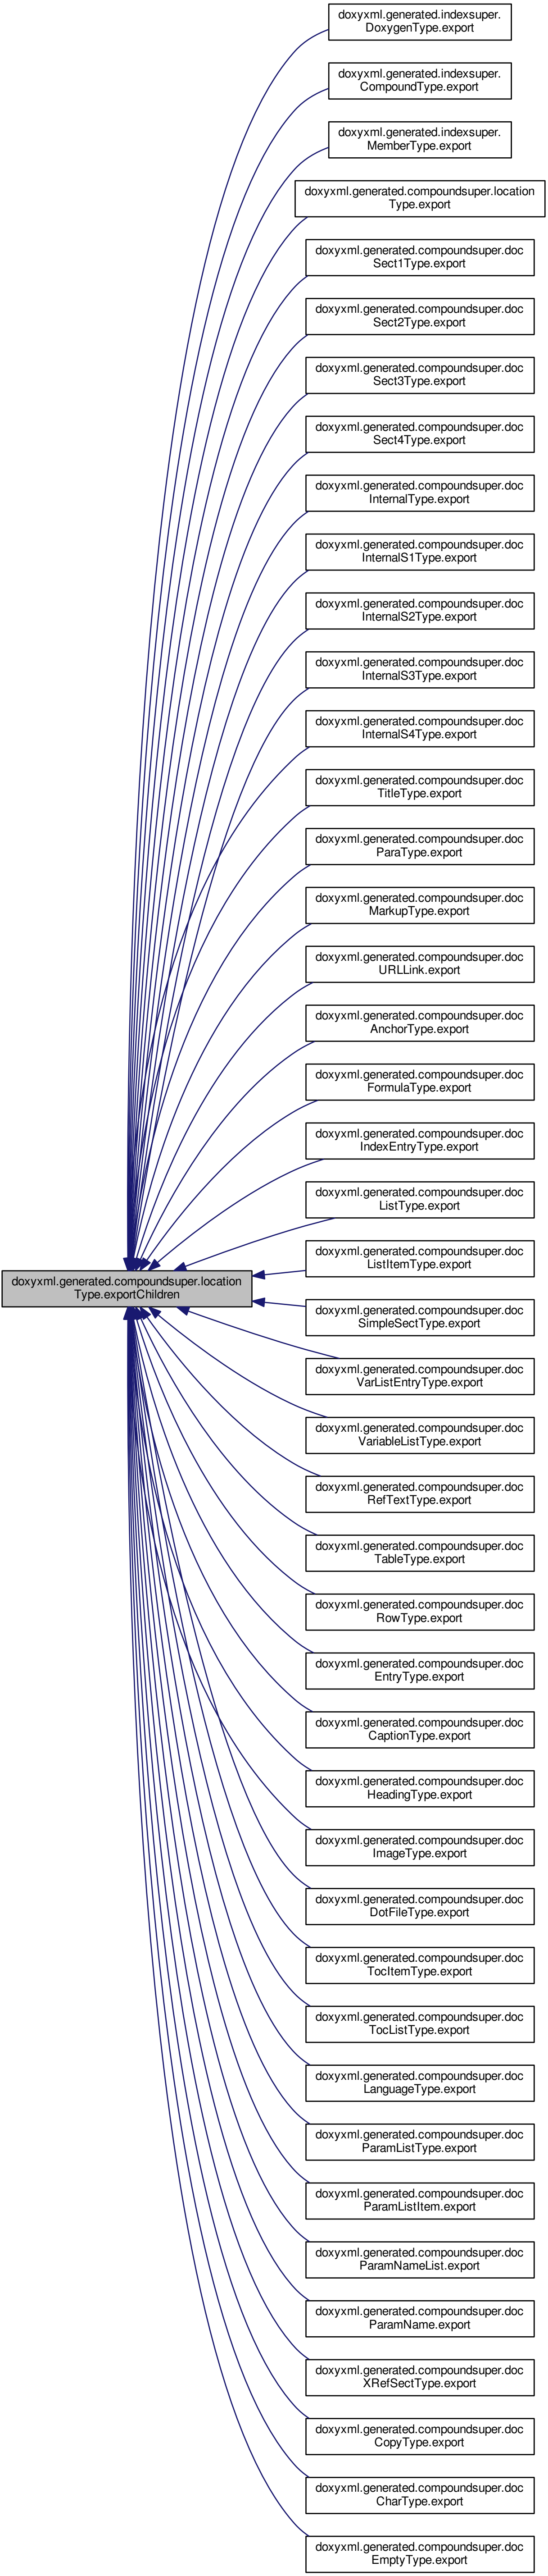 doxyxml.generated.indexsuper.
DoxygenType.export
doxyxml.generated.indexsuper.
CompoundType.export
doxyxml.generated.indexsuper.
MemberType.export
doxyxml.generated.compoundsuper.location
Type.export
doxyxml.generated.compoundsuper.doc
Sect1Type.export
doxyxml.generated.compoundsuper.doc
Sect2Type.export
doxyxml.generated.compoundsuper.doc
Sect3Type.export
doxyxml.generated.compoundsuper.doc
Sect4Type.export
doxyxml.generated.compoundsuper.doc
InternalType.export
doxyxml.generated.compoundsuper.doc
InternalS1Type.export
doxyxml.generated.compoundsuper.doc
InternalS2Type.export
doxyxml.generated.compoundsuper.doc
InternalS3Type.export
doxyxml.generated.compoundsuper.doc
InternalS4Type.export
doxyxml.generated.compoundsuper.doc
TitleType.export
doxyxml.generated.compoundsuper.doc
ParaType.export
doxyxml.generated.compoundsuper.doc
MarkupType.export
doxyxml.generated.compoundsuper.doc
URLLink.export
doxyxml.generated.compoundsuper.doc
AnchorType.export
doxyxml.generated.compoundsuper.doc
FormulaType.export
doxyxml.generated.compoundsuper.doc
IndexEntryType.export
doxyxml.generated.compoundsuper.doc
ListType.export
doxyxml.generated.compoundsuper.doc
ListItemType.export
doxyxml.generated.compoundsuper.location
Type.exportChildren
doxyxml.generated.compoundsuper.doc
SimpleSectType.export
doxyxml.generated.compoundsuper.doc
VarListEntryType.export
doxyxml.generated.compoundsuper.doc
VariableListType.export
doxyxml.generated.compoundsuper.doc
RefTextType.export
doxyxml.generated.compoundsuper.doc
TableType.export
doxyxml.generated.compoundsuper.doc
RowType.export
doxyxml.generated.compoundsuper.doc
EntryType.export
doxyxml.generated.compoundsuper.doc
CaptionType.export
doxyxml.generated.compoundsuper.doc
HeadingType.export
doxyxml.generated.compoundsuper.doc
ImageType.export
doxyxml.generated.compoundsuper.doc
DotFileType.export
doxyxml.generated.compoundsuper.doc
TocItemType.export
doxyxml.generated.compoundsuper.doc
TocListType.export
doxyxml.generated.compoundsuper.doc
LanguageType.export
doxyxml.generated.compoundsuper.doc
ParamListType.export
doxyxml.generated.compoundsuper.doc
ParamListItem.export
doxyxml.generated.compoundsuper.doc
ParamNameList.export
doxyxml.generated.compoundsuper.doc
ParamName.export
doxyxml.generated.compoundsuper.doc
XRefSectType.export
doxyxml.generated.compoundsuper.doc
CopyType.export
doxyxml.generated.compoundsuper.doc
CharType.export
doxyxml.generated.compoundsuper.doc
EmptyType.export